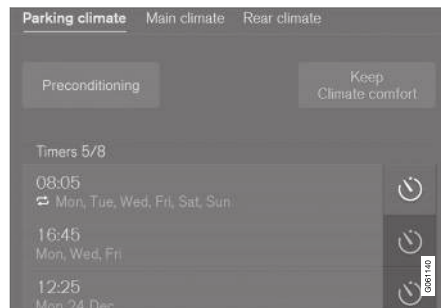 Parking climate Main climate Rear climate
Preconditioning
Keep
Climate comfort
Timers 5/8
08:05
Mon, Tue, Wed, Fri, Sat, Sun
16:45
Mon, Wed, Fri
12:25
Mon 24 Dec
G061140